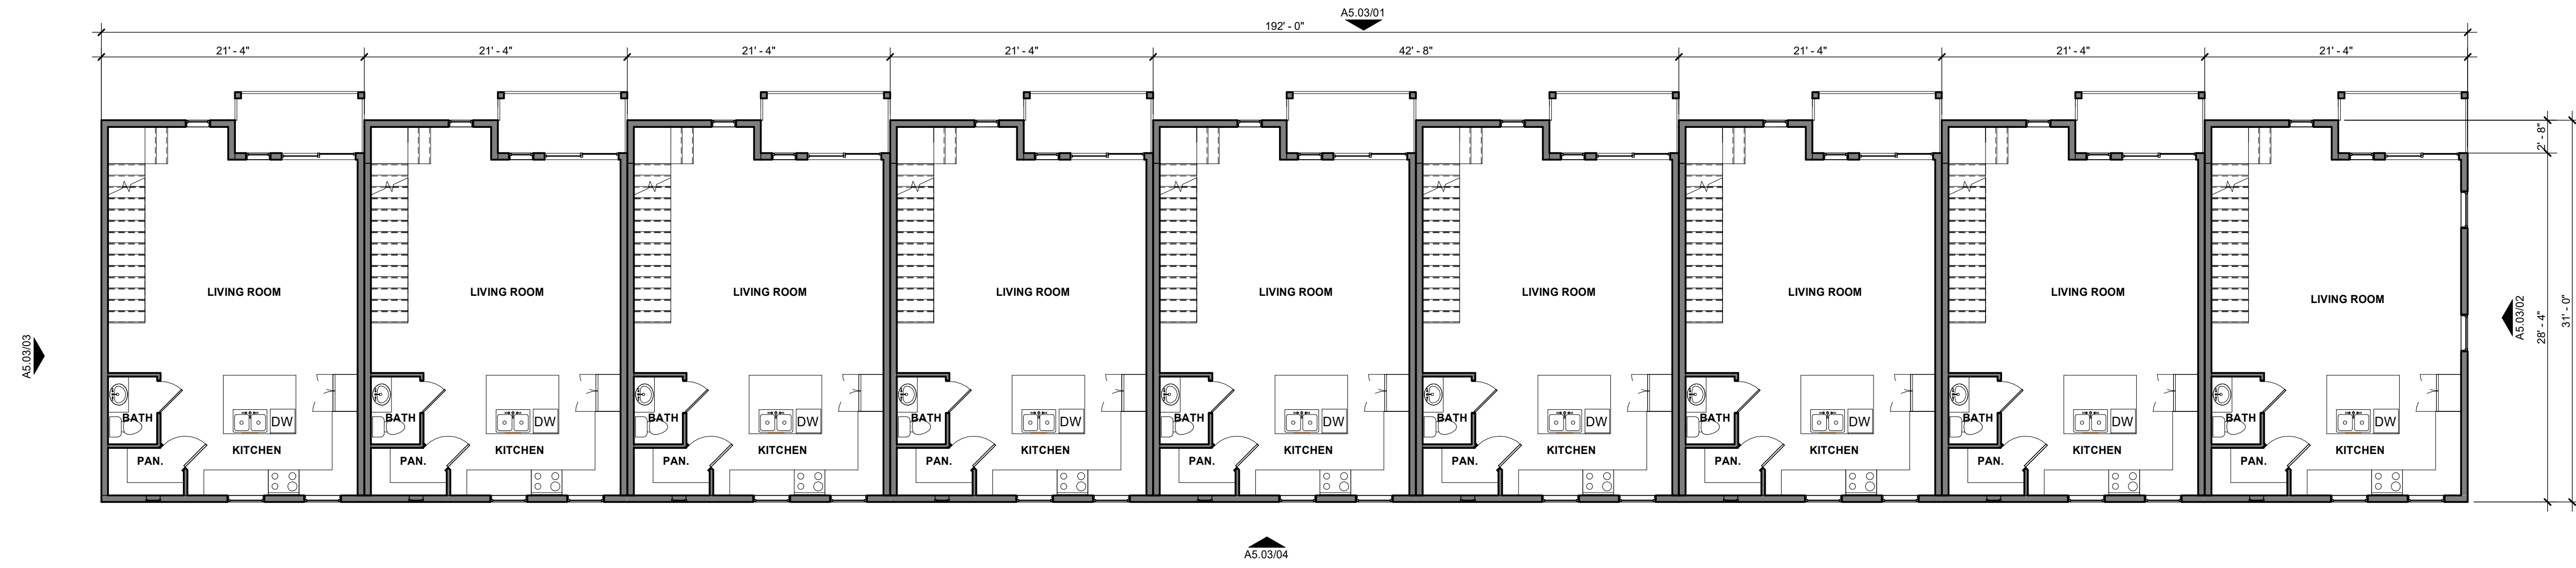 A5.03/01
192' - 0"
21' - 4"
21' - 4"
21' - 4"
21' - 4"
42' - 8"
21' - 4"
21' - 4"
21' - 4"
2' - 8"
28' - 4"
31' - 0"
A5.03/03
A5.03/02
LIVING ROOM
LIVING ROOM
LIVING ROOM
LIVING ROOM
LIVING ROOM
LIVING ROOM
LIVING ROOM
LIVING ROOM
LIVING ROOM
BATH
DW
BATH
DW
BATH
DW
BATH
DW
BATH
DW
BATH
DW
BATH
DW
BATH
DW
BATH
DW
PAN.
KITCHEN
PAN.
KITCHEN
PAN.
KITCHEN
PAN.
KITCHEN
PAN.
KITCHEN
PAN.
KITCHEN
PAN.
KITCHEN
PAN.
KITCHEN
PAN.
KITCHEN
A5.03/04